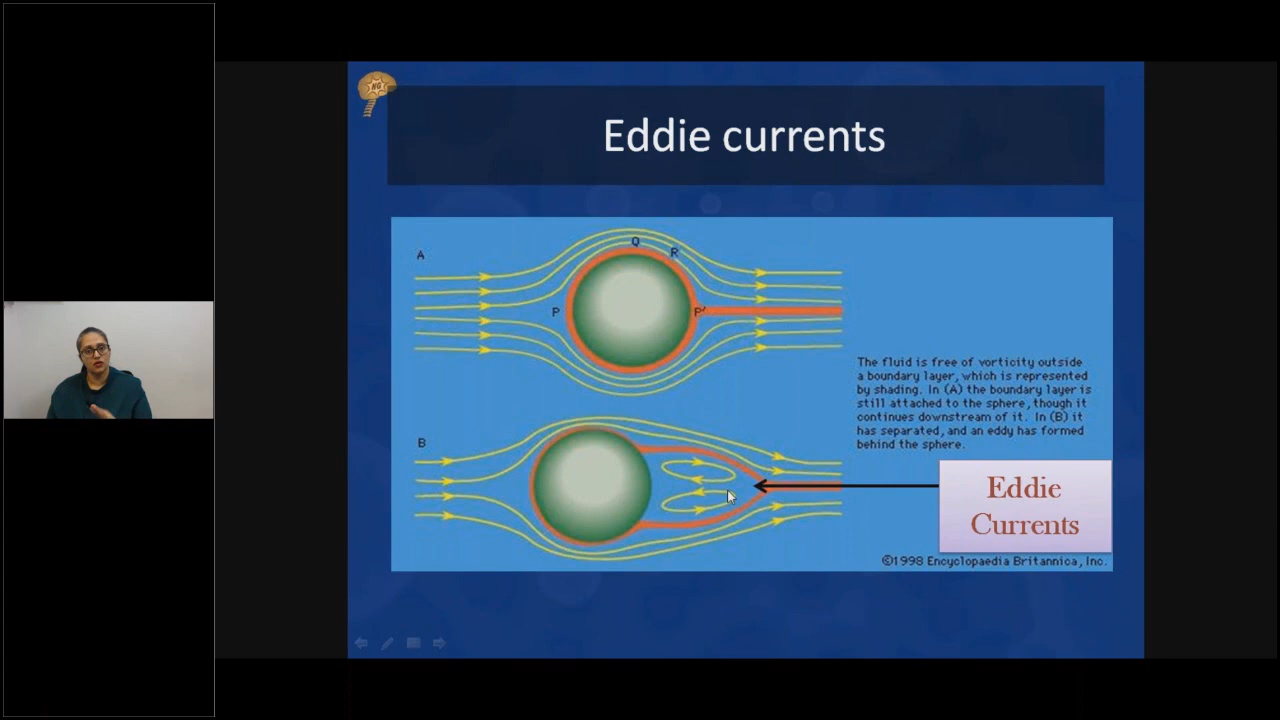 NG
Eddie currents
A
Q
R
P
P'
The fluid is free of vorticity outside
a boundary layer, which is represented
by shading. In (A) the boundary layer is
still attached to the sphere, though it
continues downstream of it. In (B) it
has separated, and an eddy has formed
behind the sphere.
B
Eddie
Currents
©1998 Encyclopaedia Britannica, Inc.